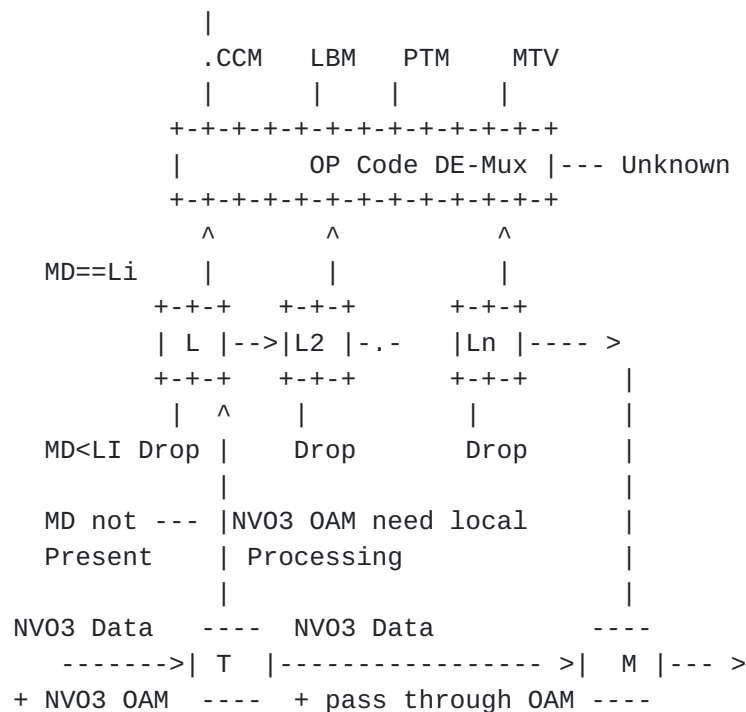 |
                .CCM   LBM   PTM    MTV
                |      |    |      |
              +-+-+-+-+-+-+-+-+-+-+-+-+
              |        OP Code DE-Mux |--- Unknown
              +-+-+-+-+-+-+-+-+-+-+-+-+
                ^       ^          ^
      MD==Li    |       |          |
             +-+-+   +-+-+      +-+-+
             | L |-->|L2 |-.-   |Ln |---- >
             +-+-+   +-+-+      +-+-+     |
              |  ^    |          |        |
      MD<LI Drop |    Drop       Drop      |
                 |                         |
      MD not --- |NVO3 OAM need local      |
      Present    | Processing              |
                 |                         |
    NVO3 Data   ----  NVO3 Data          ----
       ------->| T  |----------------- >|  M |--- >
    + NVO3 OAM  ----  + pass through OAM ----